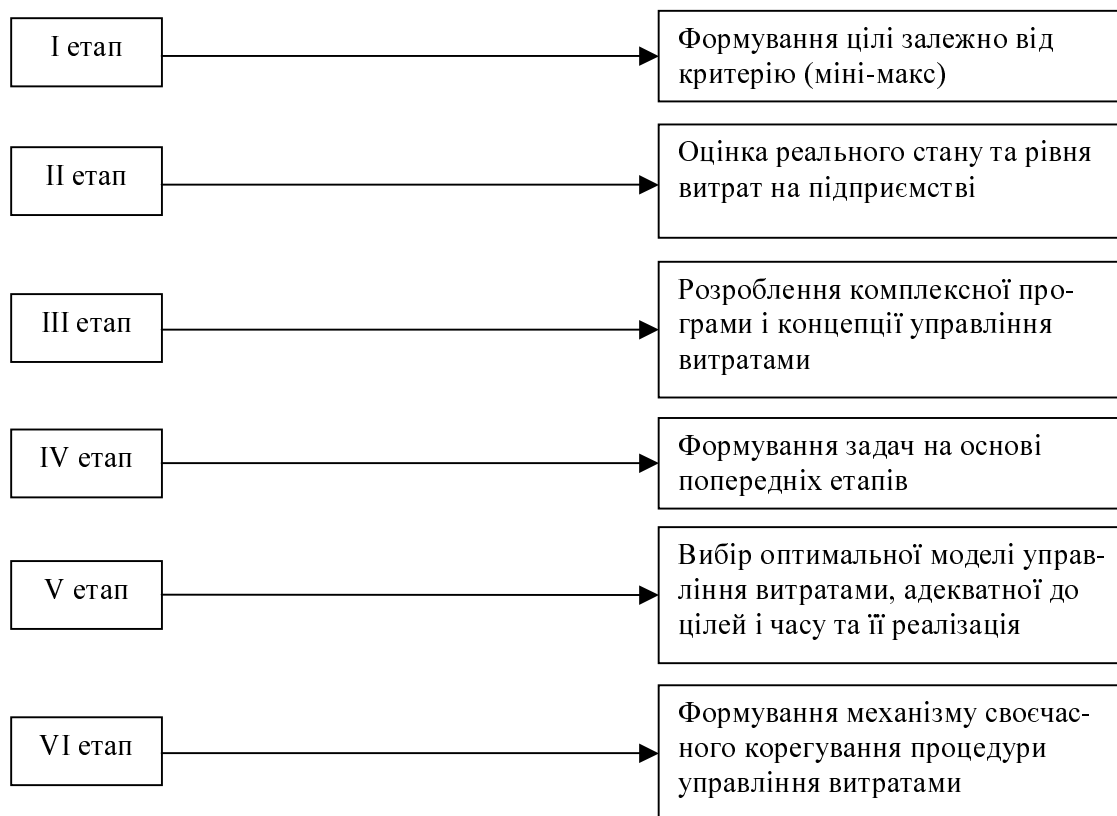 І етап
Формування цілі залежно від
критерію (міні-макс)
ІІ етап
Оцінка реального стану та рівня
витрат на підприємстві
ІІІ етап
Розроблення комплексної про-
грами і концепції управління
витратами
IV етап
Формування задач на основі
попередніх етапів
V етап
Вибір оптимальної моделі управ-
ління витратами, адекватної до
цілей і часу та її реалізація
VI етап
Формування механізму своєчас-
ного корегування процедури
управління витратами